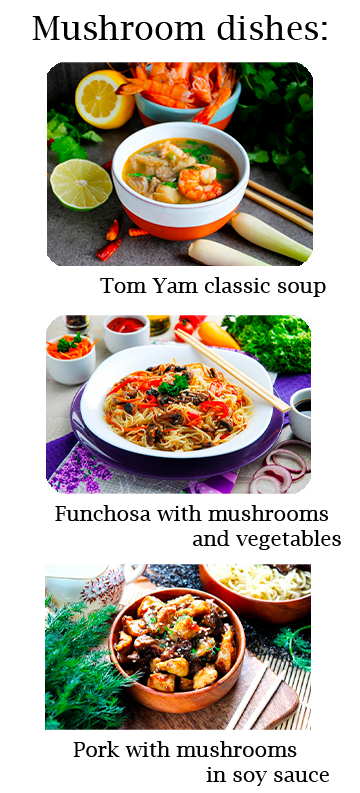 Mushroom dishes:
Tom Yam classic soup
Funchosa with mushrooms
and vegetables
Pork with mushrooms
in soy sauce